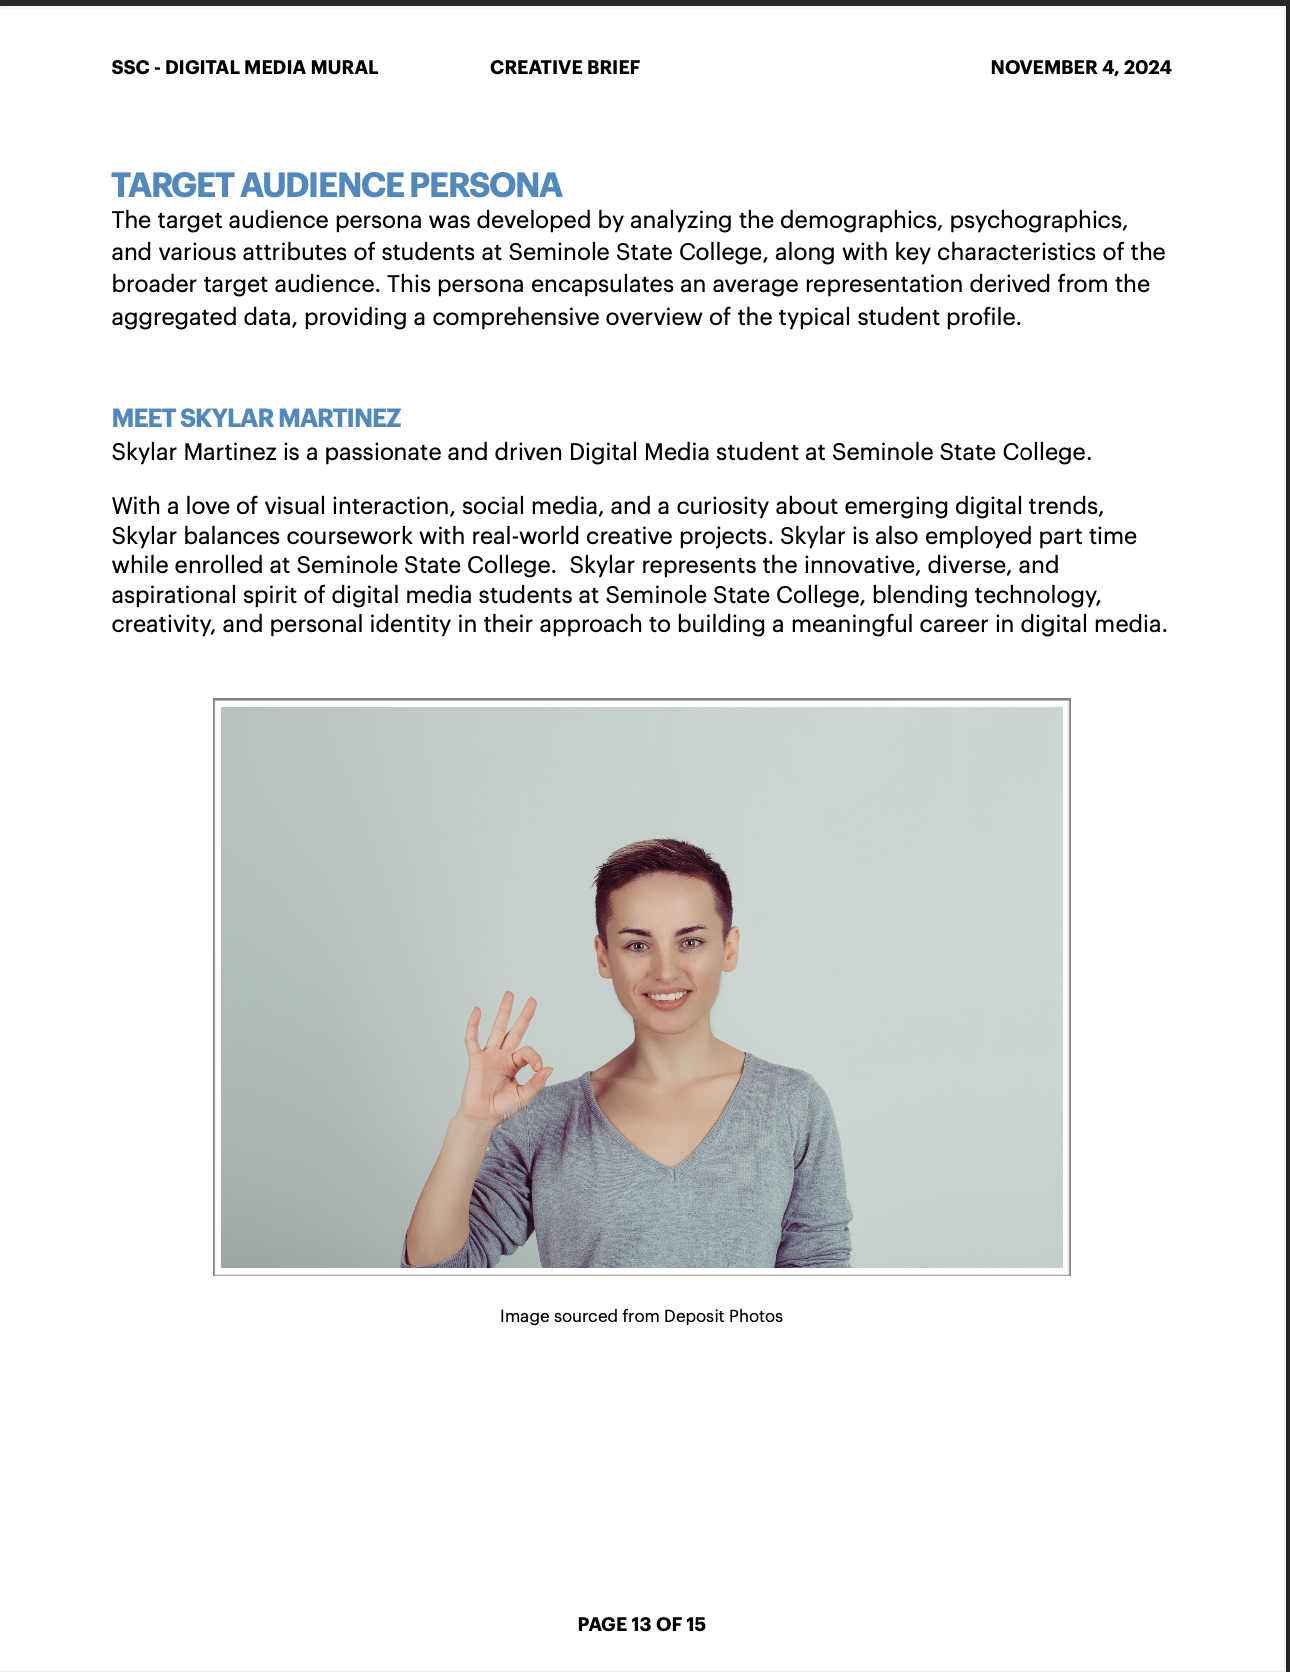 SSC - DIGITAL MEDIA MURAL CREATIVE BRIEF NOVEMBER 4, 2024
TARGET AUDIENCE PERSONA
The target audience persona was developed by analyzing the demographics, psychographics,
and various attributes of students at Seminole State College, along with key characteristics of the
broader target audience. This persona encapsulates an average representation derived from the
aggregated data, providing a comprehensive overview of the typical student profile.
MEET SKYLAR MARTINEZ
Skylar Martinez is a passionate and driven Digital Media student at Seminole State College.
With a love of visual interaction, social media, and a curiosity about emerging digital trends,
Skylar balances coursework with real-world creative projects. Skylar is also employed part time
while enrolled at Seminole State College.  Skylar represents the innovative, diverse, and
aspirational spirit of digital media students at Seminole State College, blending technology,
creativity, and personal identity in their approach to building a meaningful career in digital media.
Image sourced from Deposit Photos
PAGE 13 OF 15